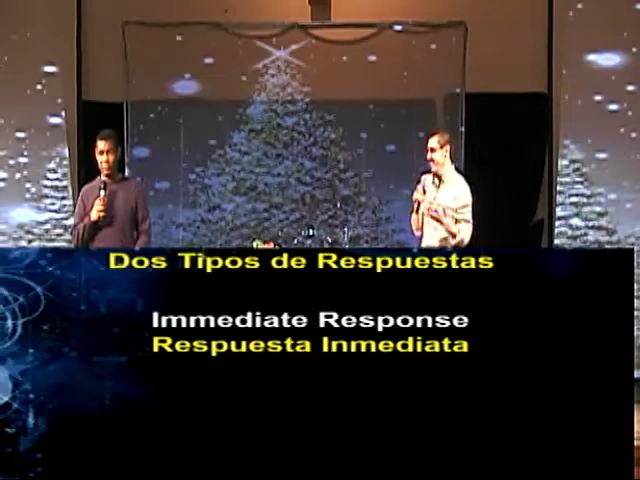 Dos Tipos de Respuestas
Immediate Response
Respuesta Inmediata